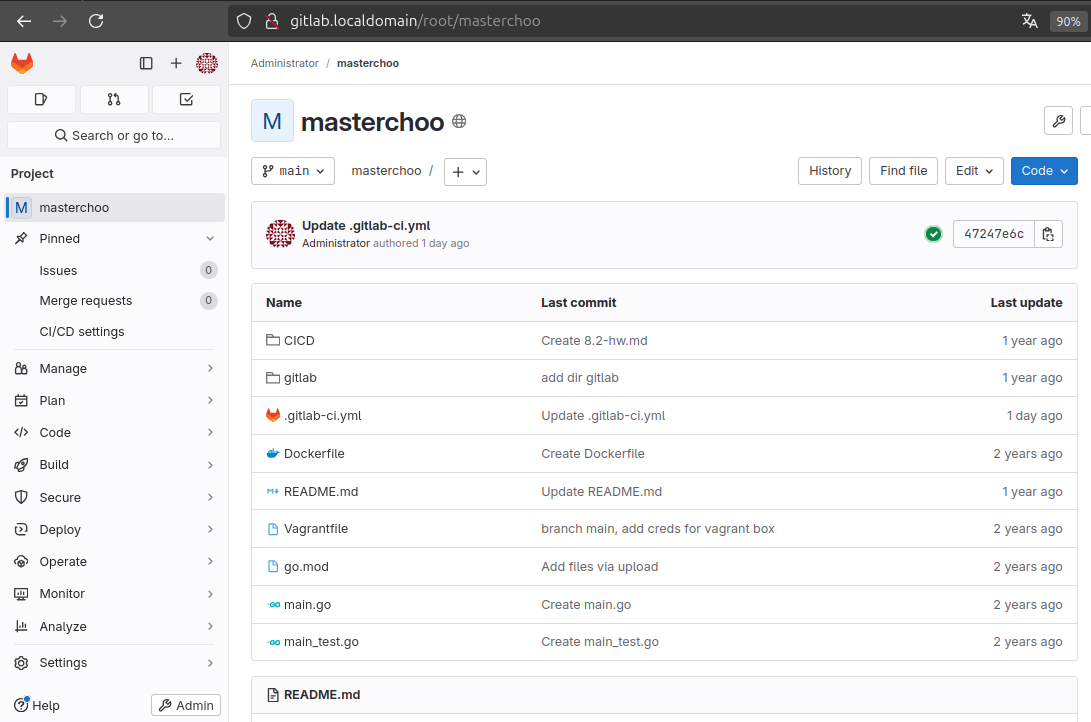 gitlab.localdomain/root/masterchoo
90%
Search or go to...
Project
M masterchoo
Pinned
Issues 0
Merge requests 0
CI/CD settings
Manage
Plan
Code
Build
Secure
Deploy
Operate
Monitor
Analyze
Settings
Help
Admin
Administrator / masterchoo
M masterchoo
main masterchoo /
History Find file Edit Code
Update .gitlab-ci.yml
Administrator authored 1 day ago
47247e6c
Name Last commit Last update
CICD Create 8.2-hw.md 1 year ago
gitlab add dir gitlab 1 year ago
.gitlab-ci.yml Update .gitlab-ci.yml 1 day ago
Dockerfile Create Dockerfile 2 years ago
README.md Update README.md 1 year ago
Vagrantfile branch main, add creds for vagrant box 2 years ago
go.mod Add files via upload 2 years ago
main.go Create main.go 2 years ago
main_test.go Create main_test.go 2 years ago
README.md